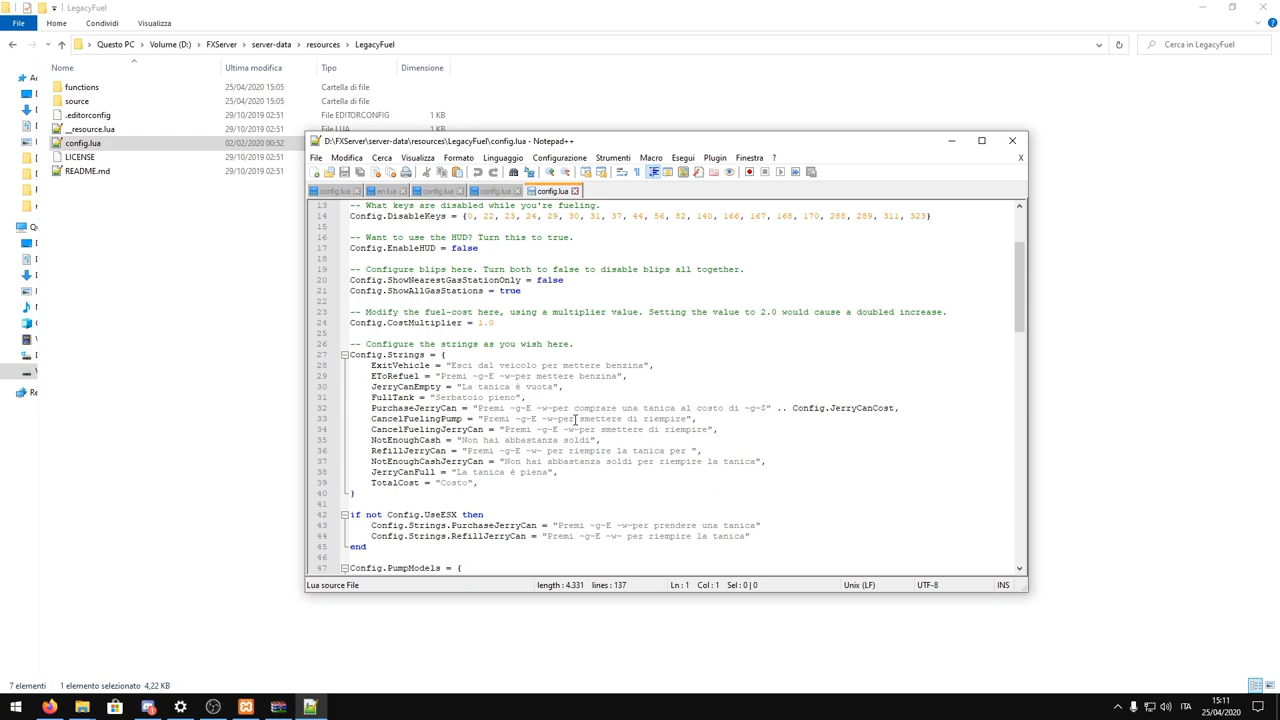 LegacyFuel
File Home Condividi Visualizza
Questo PC > Volume (D:) > FXServer > server-data > resources > LegacyFuel
Cerca in LegacyFuel
Nome Ultima modifica Tipo Dimensione
functions 25/04/2020 15:05 Cartella di file
source 25/04/2020 15:05 Cartella di file
.editorconfig 29/10/2019 02:51 File EDITORCONFIG 1 KB
__resource.lua 29/10/2019 02:51 File LUA 1 KB
config.lua 02/02/2020 00:52
LICENSE 29/10/2019 02:51
README.md 29/10/2019 02:51
D:\FXServer\server-data\resources\LegacyFuel\config.lua - Notepad++
File Modifica Cerca Visualizza Formato Linguaggio Configurazione Strumenti Macro Esegui Plugin Finestra ? X
config.lua en.lua config.lua config.lua config.lua
13 -- What keys are disabled while you're fueling.
14 Config.DisableKeys = {0, 22, 23, 24, 29, 30, 31, 37, 44, 56, 82, 140, 166, 167, 168, 170, 288, 289, 311, 323}
15
16 -- Want to use the HUD? Turn this to true.
17 Config.EnableHUD = false
18
19 -- Configure blips here. Turn both to false to disable blips all together.
20 Config.ShowNearestGasStationOnly = false
21 Config.ShowAllGasStations = true
22
23 -- Modify the fuel-cost here, using a multiplier value. Setting the value to 2.0 would cause a doubled increase.
24 Config.CostMultiplier = 1.0
25
26 -- Configure the strings as you wish here.
27 Config.Strings = {
28 ExitVehicle = "Esci dal veicolo per mettere benzina",
29 EToRefuel = "Premi ~g~E ~w~per mettere benzina",
30 JerryCanEmpty = "La tanica è vuota",
31 FullTank = "Serbatoio pieno",
32 PurchaseJerryCan = "Premi ~g~E ~w~per comprare una tanica al costo di ~g~$" .. Config.JerryCanCost,
33 CancelFuelingPump = "Premi ~g~E ~w~per smettere di riempire",
34 CancelFuelingJerryCan = "Premi ~g~E ~w~per smettere di riempire",
35 NotEnoughCash = "Non hai abbastanza soldi",
36 RefillJerryCan = "Premi ~g~E ~w~ per riempire la tanica per ",
37 NotEnoughCashJerryCan = "Non hai abbastanza soldi per riempire la tanica",
38 JerryCanFull = "La tanica è piena",
39 TotalCost = "Costo",
40 }
41
42 if not Config.UseESX then
43 Config.Strings.PurchaseJerryCan = "Premi ~g~E ~w~per prendere una tanica"
44 Config.Strings.RefillJerryCan = "Premi ~g~E ~w~ per riempire la tanica"
45 end
46
47 Config.PumpModels = {
Lua source File length : 4.331 lines : 137 Ln : 1 Col : 1 Sel : 0 | 0 Unix (LF) UTF-8 INS
7 elementi 1 elemento selezionato 4,22 KB
ITA
15:11
25/04/2020